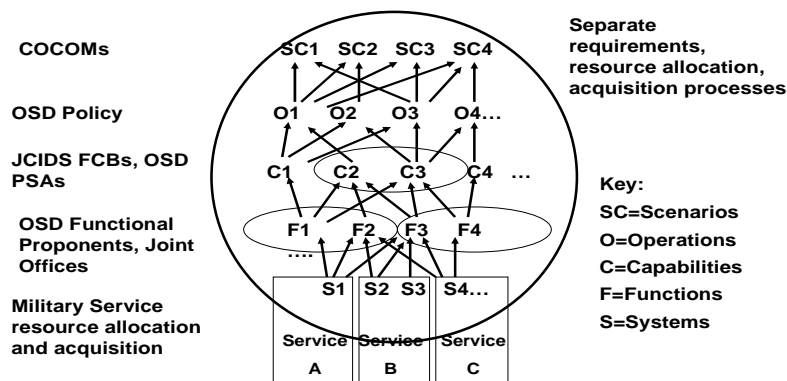 COCOMs
SC1 SC2 SC3 SC4
Separate
requirements,
resource allocation,
acquisition processes
OSD Policy
O1 O2 O3 O4...
JCIDS FCBs, OSD
PSAs
C1 C2 C3 C4 ...
OSD Functional
Proponents, Joint
Offices
F1 F2 F3 F4
....
Military Service
resource allocation
and acquisition
S1 S2 S3 S4...
Service Service Service
A B C
Key:
SC=Scenarios
O=Operations
C=Capabilities
F=Functions
S=Systems